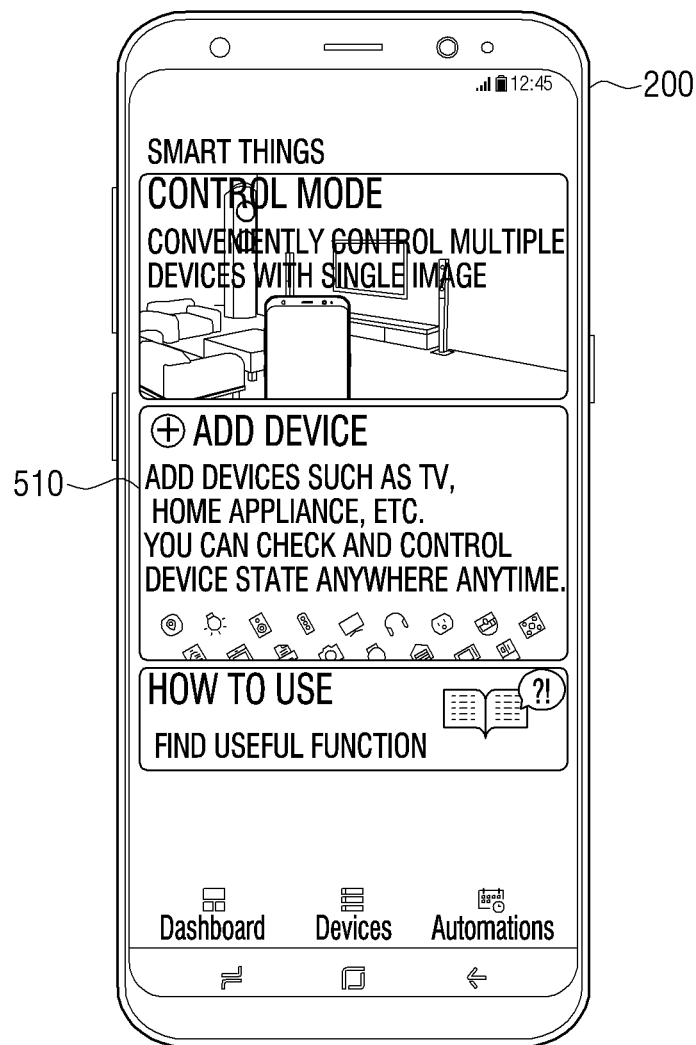 12:45
200
SMART THINGS
CONTROL MODE
CONVENIENTLY CONTROL MULTIPLE
DEVICES WITH SINGLE IMAGE
ADD DEVICE
510
ADD DEVICES SUCH AS TV,
HOME APPLIANCE, ETC.
YOU CAN CHECK AND CONTROL
DEVICE STATE ANYWHERE ANYTIME.
HOW TO USE
?!
FIND USEFUL FUNCTION
Dashboard Devices Automations